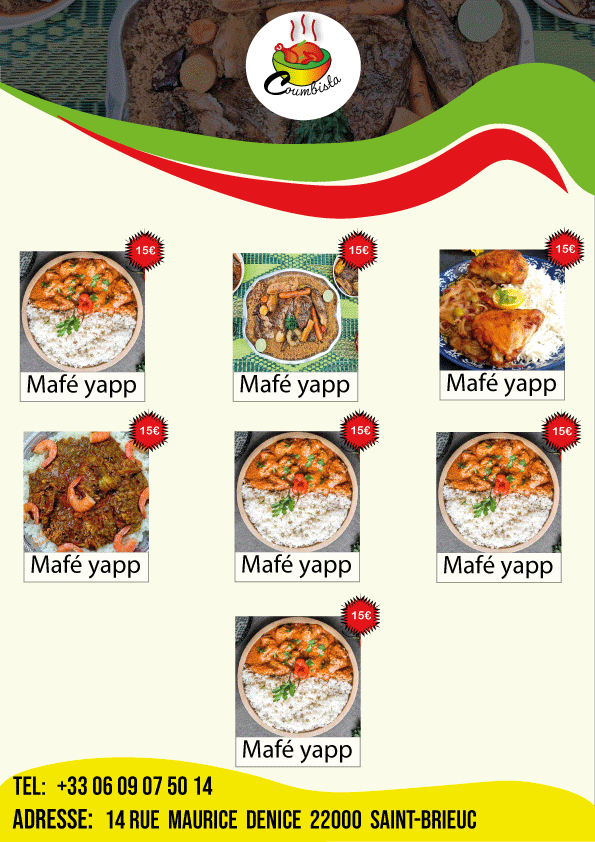 Coumbista
15€
15€
15€
Mafé yapp
Mafé yapp
Mafé yapp
15€
15€
15€
Mafé yapp
Mafé yapp
Mafé yapp
15€
Mafé yapp
TEL: +33 06 09 07 50 14
ADRESSE: 14 RUE MAURICE DENICE 22000 SAINT-BRIEUC